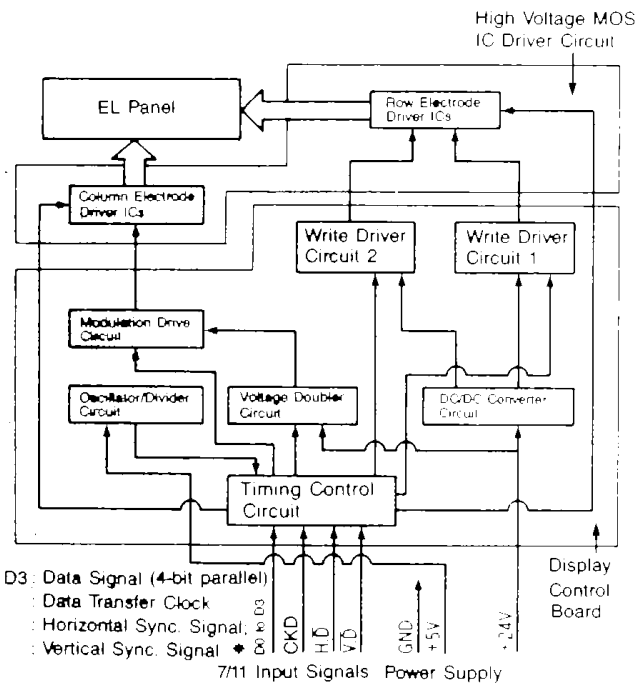 High Voltage MOS
IC Driver Circuit
EL Panel
Row Electrode
Driver ICs
Column Electrode
Driver ICs
Write Driver
Circuit 2
Write Driver
Circuit 1
Modulation Drive
Circuit
Oscillator/Divider
Circuit
Voltage Doubler
Circuit
DC/DC Converter
Circuit
Timing Control
Circuit
Display
Control
Board
D3 : Data Signal (4-bit parallel)
: Data Transfer Clock
: Horizontal Sync. Signal;
: Vertical Sync. Signal
D0 to D3
CKD
H.D
V.D
GND
+5V
+24V
7/11 Input Signals Power Supply